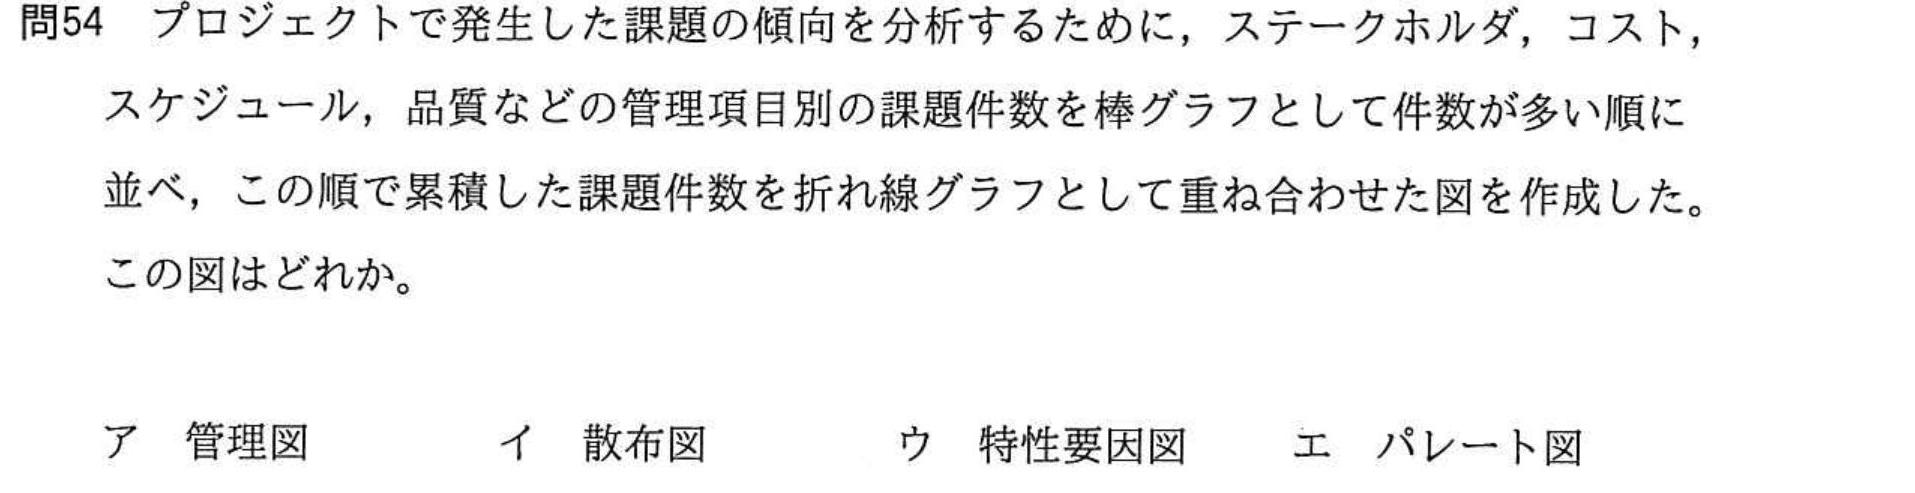 問54　プロジェクトで発生した課題の傾向を分析するために，ステークホルダ，コスト，
スケジュール，品質などの管理項目別の課題件数を棒グラフとして件数が多い順に
並べ，この順で累積した課題件数を折れ線グラフとして重ね合わせた図を作成した。
この図はどれか。
ア　管理図　イ　散布図　ウ　特性要因図　エ　パレート図